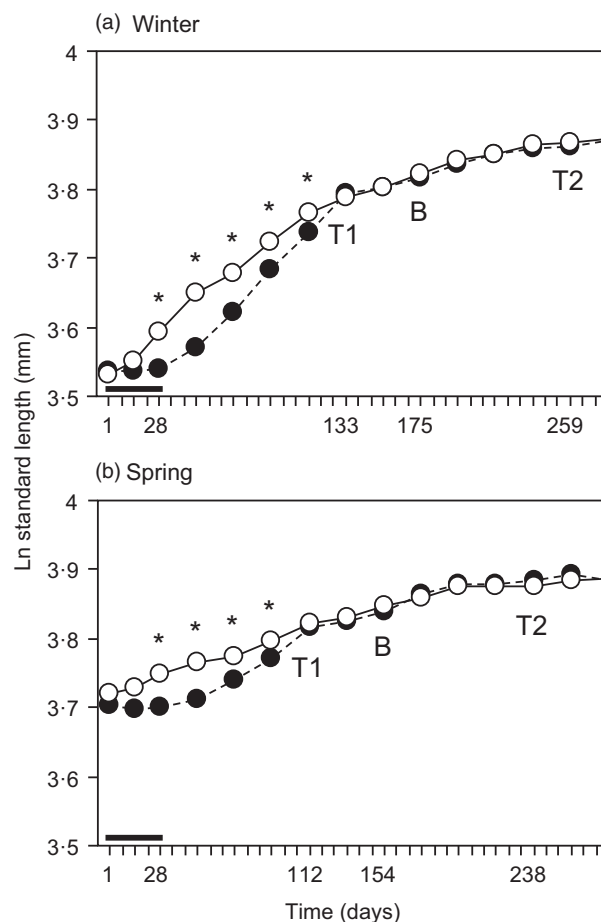 (a) Winter
4
3·9
3·8
3·7
3·6
3·5
* * * * *
T1
B
T2
1 28 133 175 259
Ln standard length (mm)
(b) Spring
4
3·9
3·8
3·7
3·6
3·5
* * * *
T1
B
T2
1 28 112 154 238
Time (days)